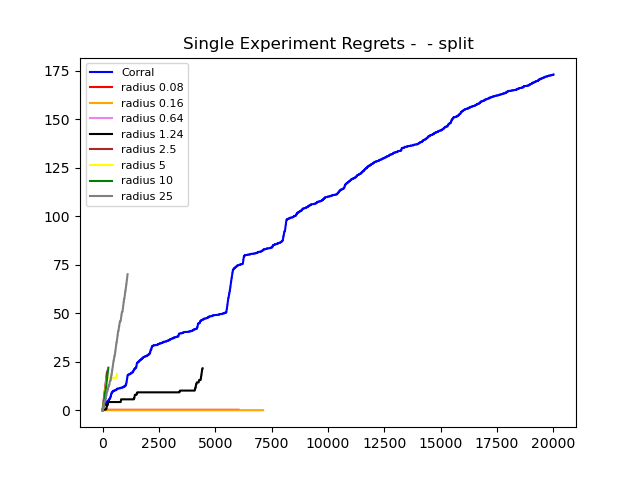 Single Experiment Regrets -  - split
Corral
radius 0.08
radius 0.16
radius 0.64
radius 1.24
radius 2.5
radius 5
radius 10
radius 25
175
150
125
100
75
50
25
0
0 2500 5000 7500 10000 12500 15000 17500 20000